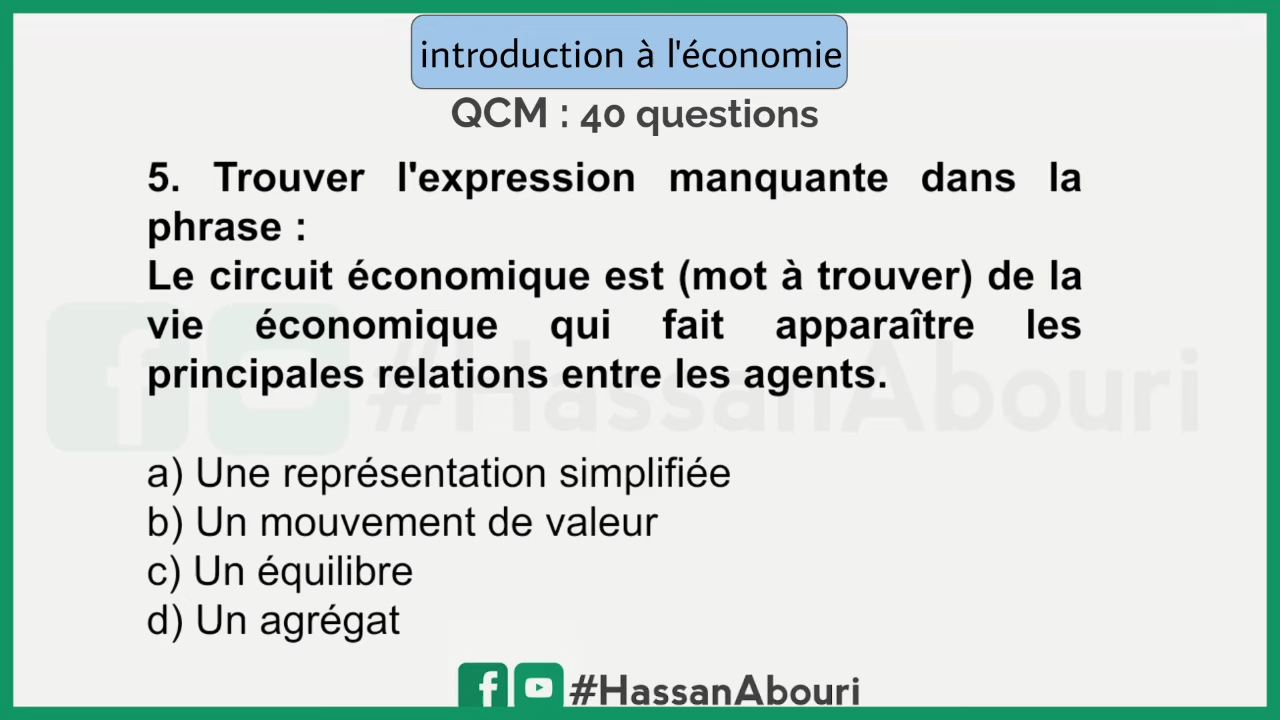 introduction à l'économie
QCM : 40 questions
5. Trouver l'expression manquante dans la
phrase :
Le circuit économique est (mot à trouver) de la
vie économique qui fait apparaître les
principales relations entre les agents.
#HassanAbouri
a) Une représentation simplifiée
b) Un mouvement de valeur
c) Un équilibre
d) Un agrégat
#HassanAbouri